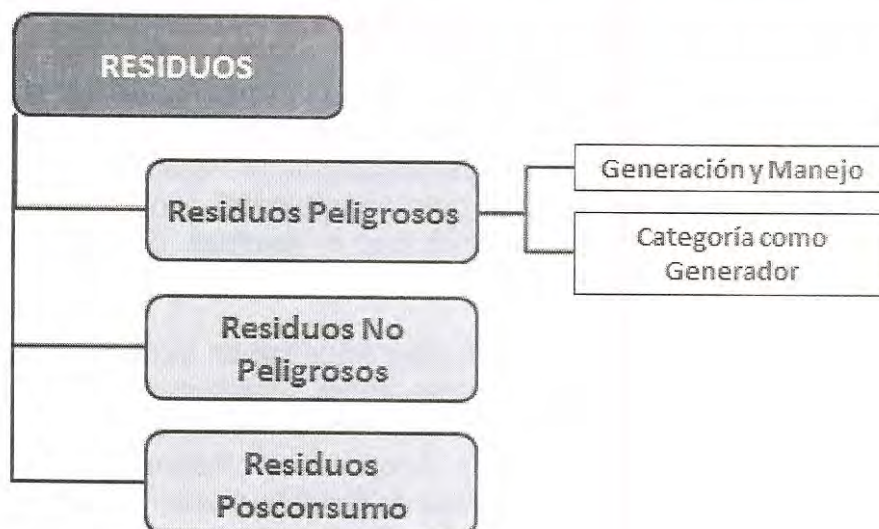 RESIDUOS
Residuos Peligrosos
Generación y Manejo
Categoría como
Generador
Residuos No
Peligrosos
Residuos
Posconsumo